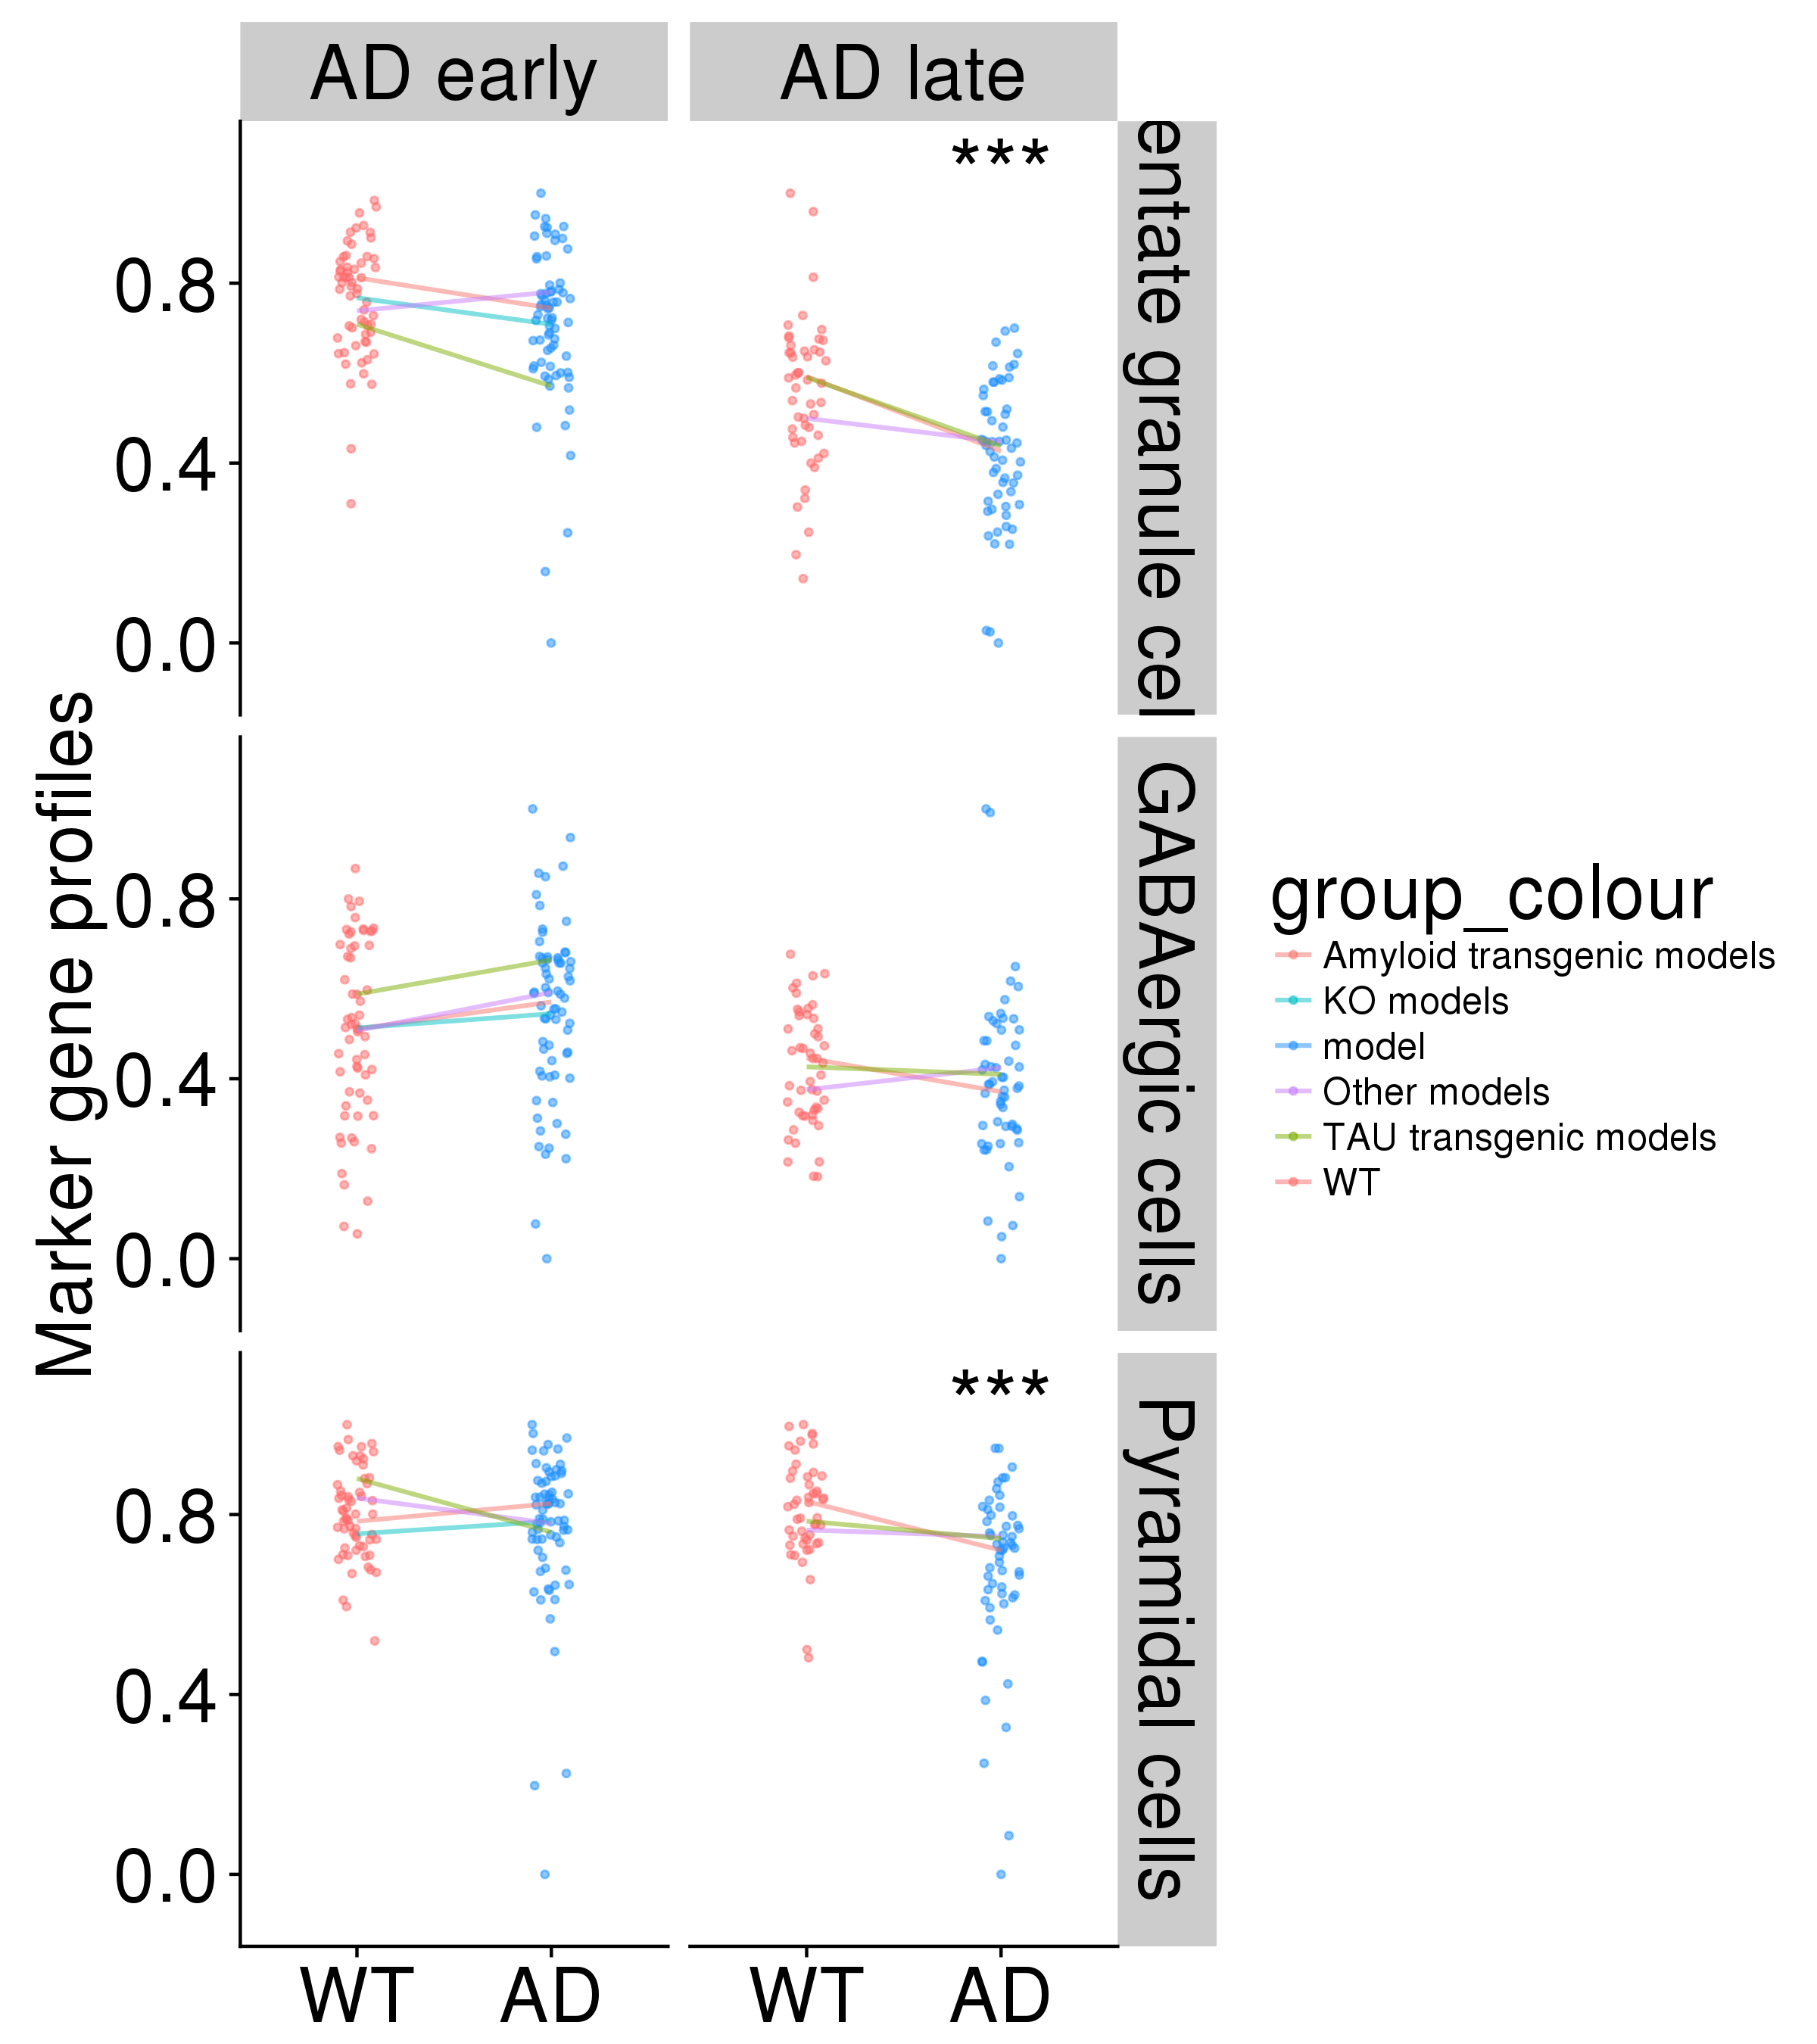 AD early
AD late
***
entate granule cel
0.8
0.4
0.0
Marker gene profiles
GABAergic cells
0.8
0.4
0.0
***
Pyramidal cells
0.8
0.4
0.0
WT
AD
WT
AD
group_colour
Amyloid transgenic models
KO models
model
Other models
TAU transgenic models
WT